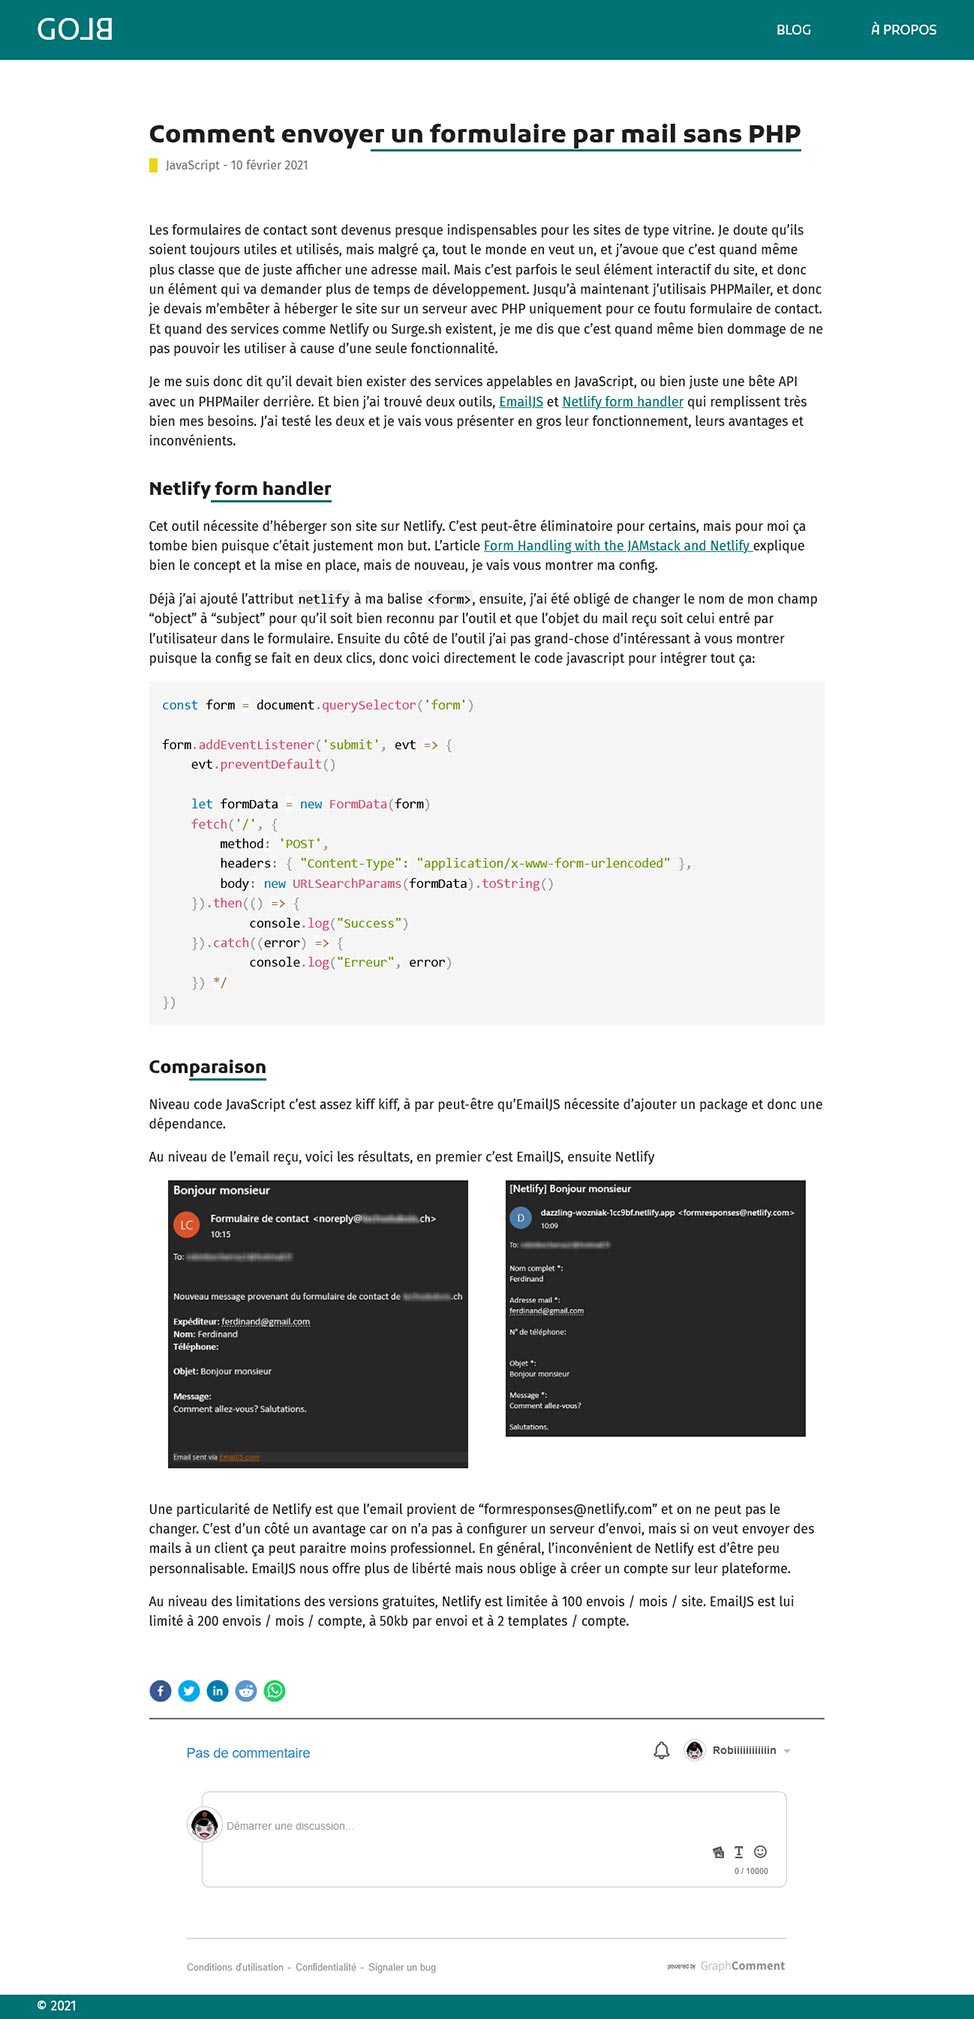 BLOG
BLOG
À PROPOS
Comment envoyer un formulaire par mail sans PHP
JavaScript - 10 février 2021
Les formulaires de contact sont devenus presque indispensables pour les sites de type vitrine. Je doute qu’ils
soient toujours utiles et utilisés, mais malgré ça, tout le monde en veut un, et j’avoue que c’est quand même
plus classe que de juste afficher une adresse mail. Mais c’est parfois le seul élément interactif du site, et donc
un élément qui va demander plus de temps de développement. Jusqu’à maintenant j’utilisais PHPMailer, et donc
je devais m’embêter à héberger le site sur un serveur avec PHP uniquement pour ce foutu formulaire de contact.
Et quand des services comme Netlify ou Surge.sh existent, je me dis que c’est quand même bien dommage de ne
pas pouvoir les utiliser à cause d’une seule fonctionnalité.
Je me suis donc dit qu’il devait bien exister des services appelables en JavaScript, ou bien juste une bête API
avec un PHPMailer derrière. Et bien j’ai trouvé deux outils, EmailJS et Netlify form handler qui remplissent très
bien mes besoins. J’ai testé les deux et je vais vous présenter en gros leur fonctionnement, leurs avantages et
inconvénients.
Netlify form handler
Cet outil nécessite d’héberger son site sur Netlify. C’est peut-être éliminatoire pour certains, mais pour moi ça
tombe bien puisque c’était justement mon but. L’article Form Handling with the JAMstack and Netlify explique
bien le concept et la mise en place, mais de nouveau, je vais vous montrer ma config.
Déjà j’ai ajouté l’attribut netlify à ma balise <form>, ensuite, j’ai été obligé de changer le nom de mon champ
“object” à “subject” pour qu’il soit bien reconnu par l’outil et que l’objet du mail reçu soit celui entré par
l’utilisateur dans le formulaire. Ensuite du côté de l’outil j’ai pas grand-chose d’intéressant à vous montrer
puisque la config se fait en deux clics, donc voici directement le code javascript pour intégrer tout ça:
const form = document.querySelector('form')
form.addEventListener('submit', evt => {
evt.preventDefault()
let formData = new FormData(form)
fetch('/', {
method: 'POST',
headers: { "Content-Type": "application/x-www-form-urlencoded" },
body: new URLSearchParams(formData).toString()
}).then(() => {
console.log("Success")
}).catch((error) => {
console.log("Erreur", error)
}) */
})
Comparaison
Niveau code JavaScript c’est assez kiff kiff, à par peut-être qu’EmailJS nécessite d’ajouter un package et donc une
dépendance.
Au niveau de l’email reçu, voici les résultats, en premier c’est EmailJS, ensuite Netlify
Bonjour monsieur
LC
Formulaire de contact <noreply@ .ch>
10:15
To:
Nouveau message provenant du formulaire de contact de .ch
Expéditeur: ferdinand@gmail.com
Nom: Ferdinand
Téléphone:
Objet: Bonjour monsieur
Message:
Comment allez-vous? Salutations.
Email sent via EmailJS.com
[Netlify] Bonjour monsieur
D
dazzling-wozniak-1cc9bf.netlify.app <formresponses@netlify.com>
10:09
To:
Nom complet *:
Ferdinand
Adresse mail *:
ferdinand@gmail.com
N° de téléphone:
Objet *:
Bonjour monsieur
Message *:
Comment allez-vous?
Salutations.
Une particularité de Netlify est que l’email provient de “formresponses@netlify.com” et on ne peut pas le
changer. C’est d’un côté un avantage car on n’a pas à configurer un serveur d’envoi, mais si on veut envoyer des
mails à un client ça peut paraitre moins professionnel. En général, l’inconvénient de Netlify est d’être peu
personnalisable. EmailJS nous offre plus de libérté mais nous oblige à créer un compte sur leur plateforme.
Au niveau des limitations des versions gratuites, Netlify est limitée à 100 envois / mois / site. EmailJS est lui
limité à 200 envois / mois / compte, à 50kb par envoi et à 2 templates / compte.
Pas de commentaire
Robiiiiiiiiiiiin
Démarrer une discussion...
0 / 10000
Conditions d'utilisation - Confidentialité - Signaler un bug
powered by GraphComment
© 2021